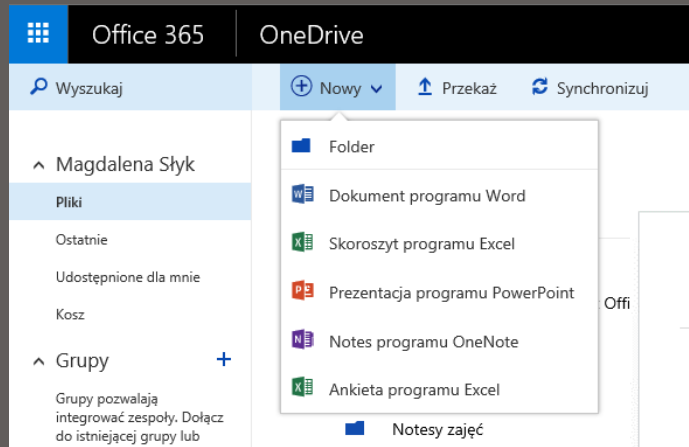 Office 365
OneDrive
Wyszukaj
Nowy
Przekaż
Synchronizuj
Magdalena Słyk
Pliki
Ostatnie
Udostępnione dla mnie
Kosz
Grupy
Grupy pozwalają
integrować zespoły. Dołącz
do istniejącej grupy lub
Folder
Dokument programu Word
Skoroszyt programu Excel
Prezentacja programu PowerPoint
Notes programu OneNote
Ankieta programu Excel
Offi
Notesy zajęć